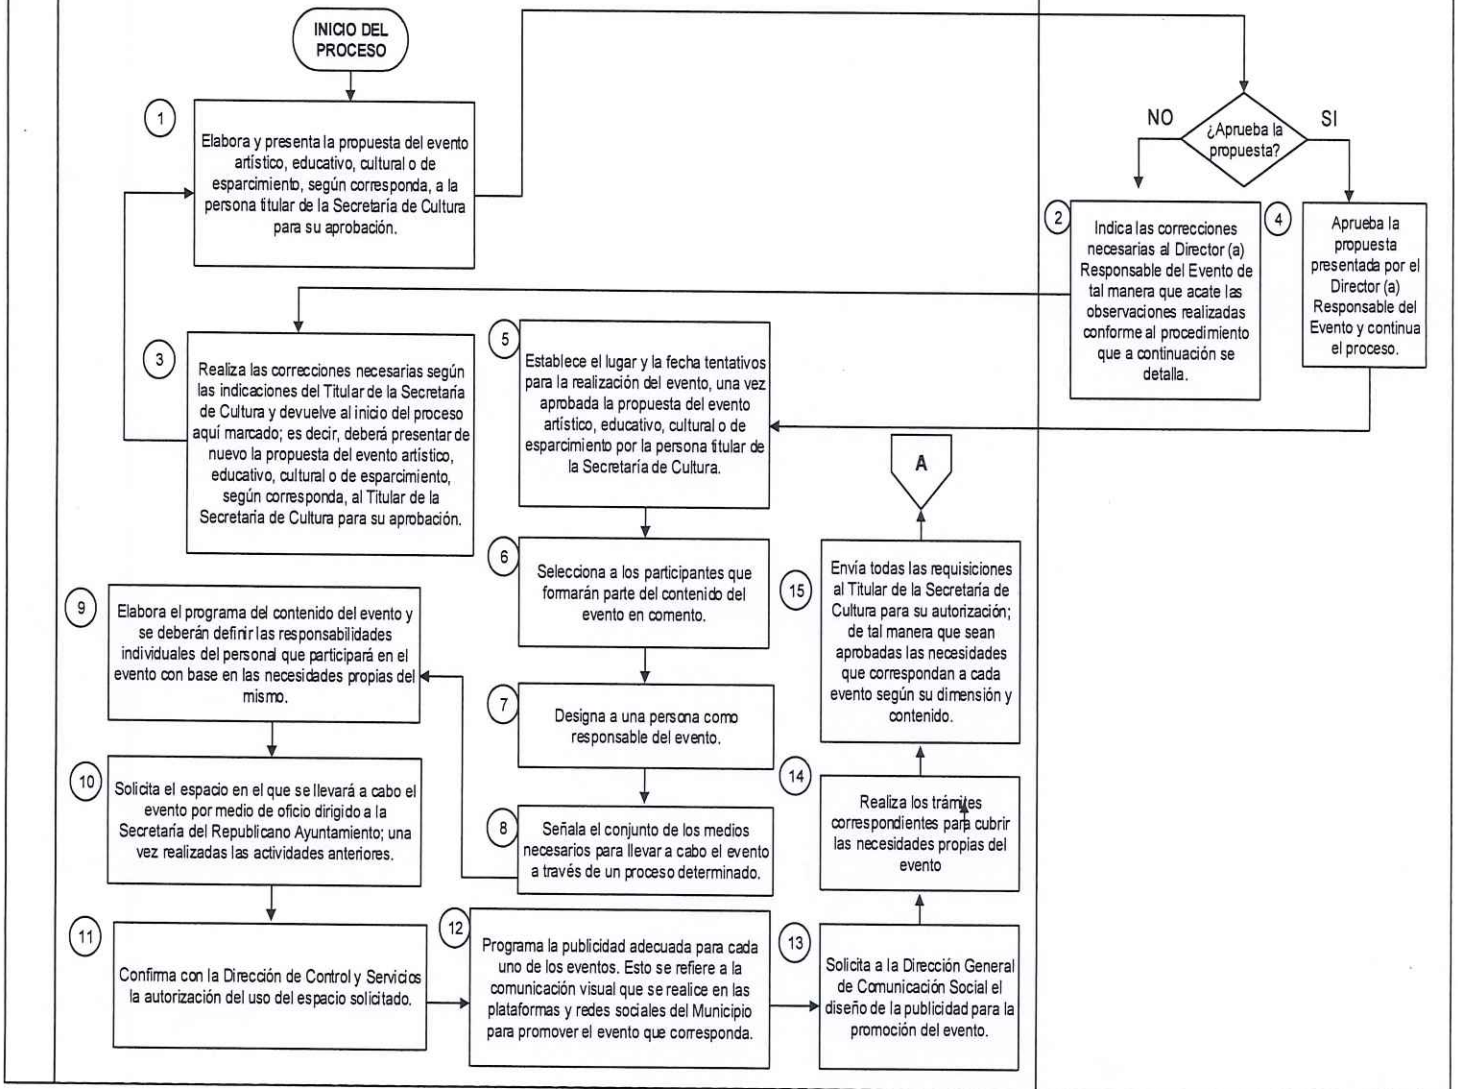 INICIO DEL
PROCESO
1
Elabora y presenta la propuesta del evento
artístico, educativo, cultural o de
esparcimiento, según corresponda, a la
persona titular de la Secretaría de Cultura
para su aprobación.
NO
¿Aprueba la
propuesta?
SI
2
Indica las correcciones
necesarias al Director (a)
Responsable del Evento de
tal manera que acate las
observaciones realizadas
conforme al procedimiento
que a continuación se
detalla.
4
Aprueba la
propuesta
presentada por el
Director (a)
Responsable del
Evento y continua
el proceso.
3
Realiza las correcciones necesarias según
las indicaciones del Titular de la Secretaría
de Cultura y devuelve al inicio del proceso
aquí marcado; es decir, deberá presentar de
nuevo la propuesta del evento artístico,
educativo, cultural o de esparcimiento,
según corresponda, al Titular de la
Secretaría de Cultura para su aprobación.
5
Establece el lugar y la fecha tentativos
para la realización del evento, una vez
aprobada la propuesta del evento
artístico, educativo, cultural o de
esparcimiento por la persona titular de
la Secretaría de Cultura.
6
Selecciona a los participantes que
formarán parte del contenido del
evento en comento.
7
Designa a una persona como
responsable del evento.
8
Señala el conjunto de los medios
necesarios para llevar a cabo el evento
a través de un proceso determinado.
9
Elabora el programa del contenido del evento y
se deberán definir las responsabilidades
individuales del personal que participará en el
evento con base en las necesidades propias del
mismo.
10
Solicita el espacio en el que se llevará a cabo el
evento por medio de oficio dirigido a la
Secretaría del Republicano Ayuntamiento; una
vez realizadas las actividades anteriores.
11
Confirma con la Dirección de Control y Servicios
la autorización del uso del espacio solicitado.
12
Programa la publicidad adecuada para cada
uno de los eventos. Esto se refiere a la
comunicación visual que se realice en las
plataformas y redes sociales del Municipio
para promover el evento que corresponda.
13
Solicita a la Dirección General
de Comunicación Social el
diseño de la publicidad para la
promoción del evento.
14
Realiza los trámites
correspondientes para cubrir
las necesidades propias del
evento
15
Envía todas las requisiciones
al Titular de la Secretaría de
Cultura para su autorización;
de tal manera que sean
aprobadas las necesidades
que correspondan a cada
evento según su dimensión y
contenido.
A